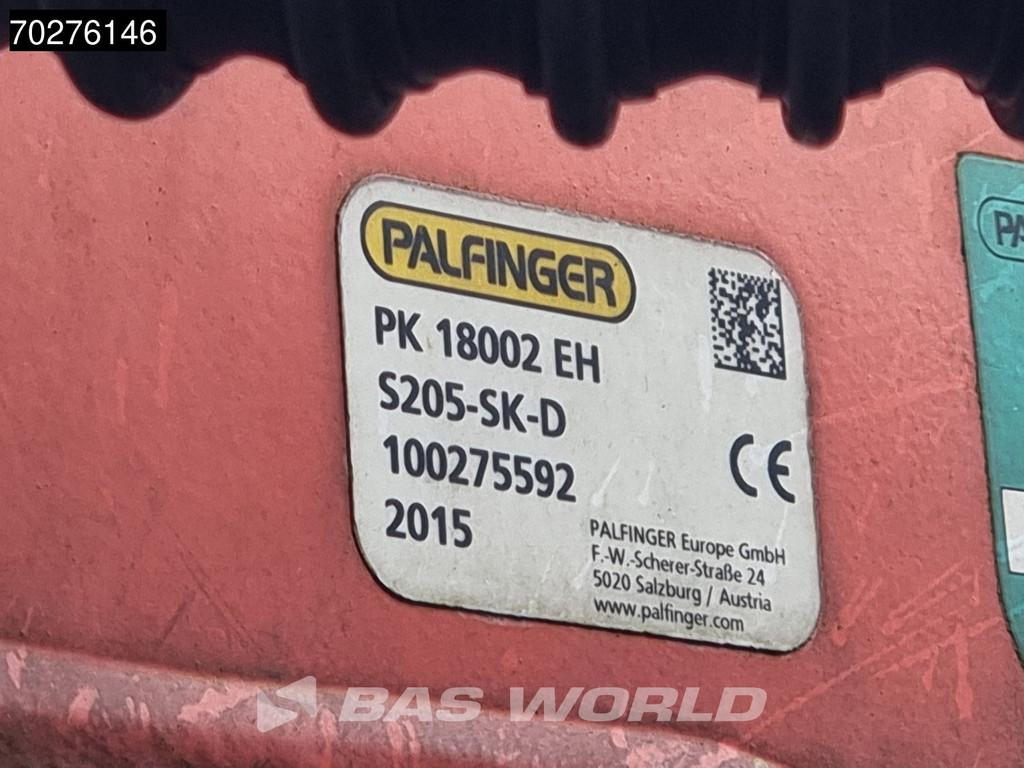 70276146
PALFINGER
PK 18002 EH
S205-SK-D
100275592
2015
CE
PALFINGER Europe GmbH
F.-W.-Scherer-Straße 24
5020 Salzburg / Austria
www.palfinger.com
PA
BAS WORLD